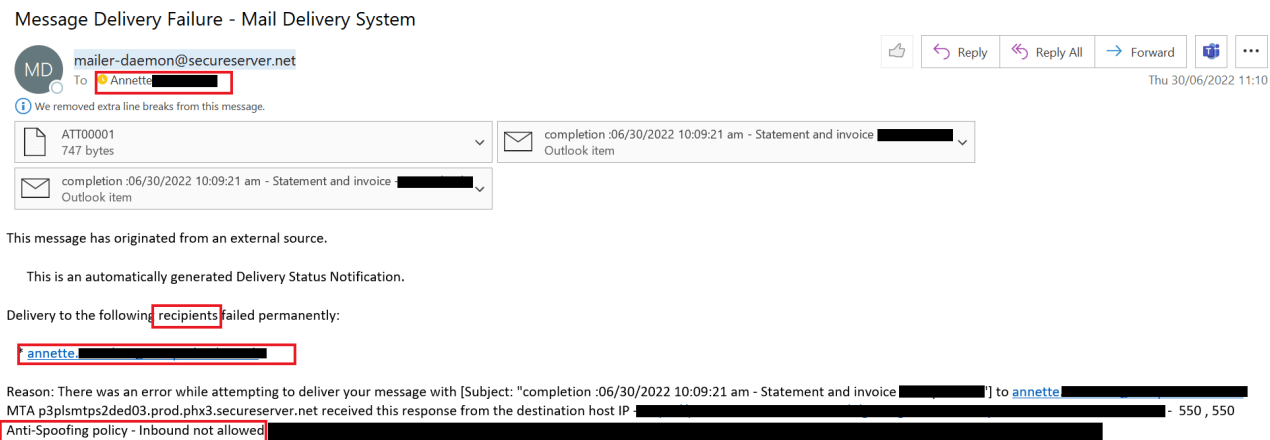 Message Delivery Failure - Mail Delivery System
MD
mailer-daemon@secureserver.net
To Annette
Reply
Reply All
Forward
Thu 30/06/2022 11:10
We removed extra line breaks from this message.
ATT00001
747 bytes
completion :06/30/2022 10:09:21 am - Statement and invoice
Outlook item
completion :06/30/2022 10:09:21 am - Statement and invoice -
Outlook item
This message has originated from an external source.
This is an automatically generated Delivery Status Notification.
Delivery to the following recipients failed permanently:
* annette.
Reason: There was an error while attempting to deliver your message with [Subject: "completion :06/30/2022 10:09:21 am - Statement and invoice "] to annette.
MTA p3plsmtps2ded03.prod.phx3.secureserver.net received this response from the destination host IP - - 550 , 550
Anti-Spoofing policy - Inbound not allowed